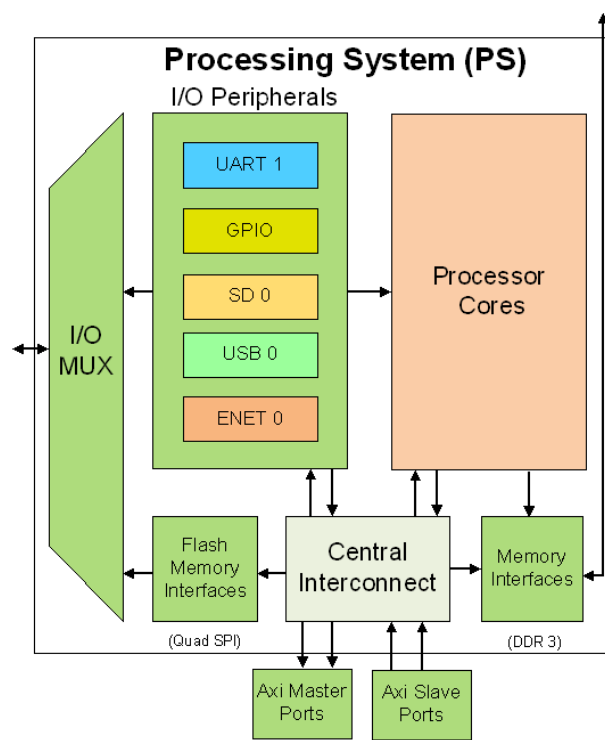 Processing System (PS)
I/O Peripherals
UART 1
GPIO
SD 0
USB 0
ENET 0
I/O
MUX
Processor
Cores
Flash
Memory
Interfaces
(Quad SPI)
Central
Interconnect
Memory
Interfaces
(DDR 3)
Axi Master
Ports
Axi Slave
Ports